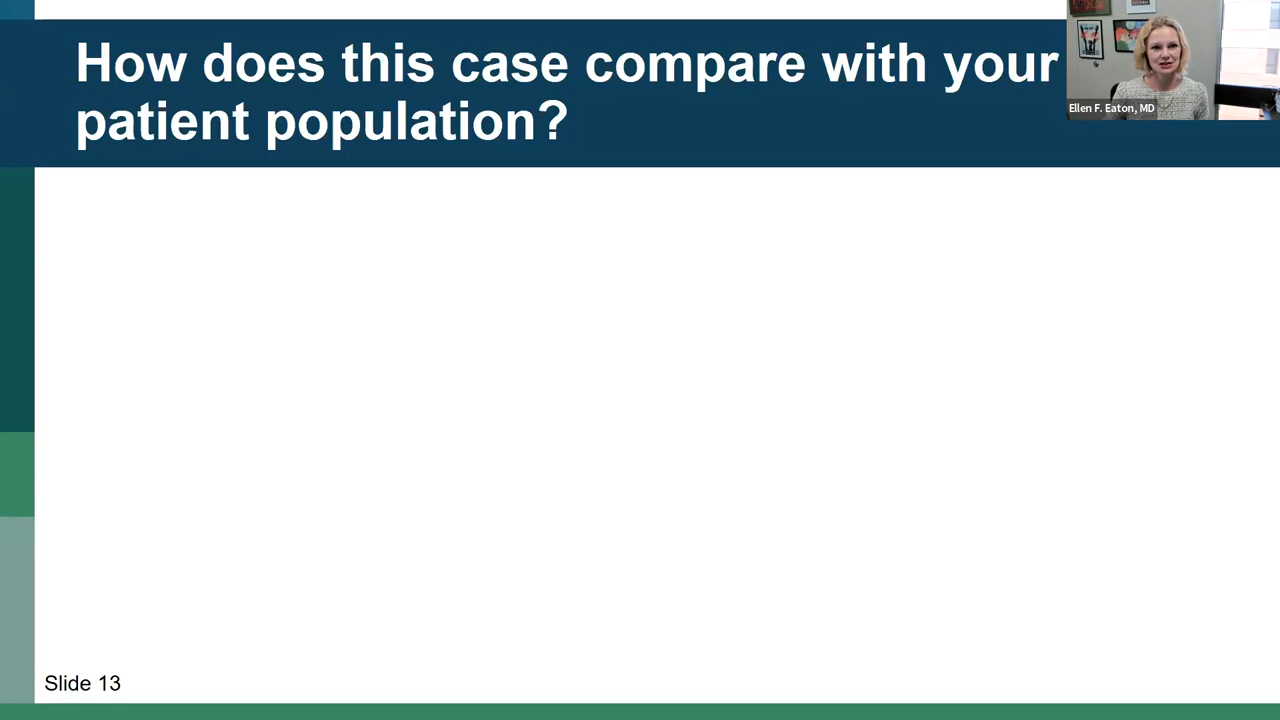 How does this case compare with your
patient population?
Ellen F. Eaton, MD
Slide 13